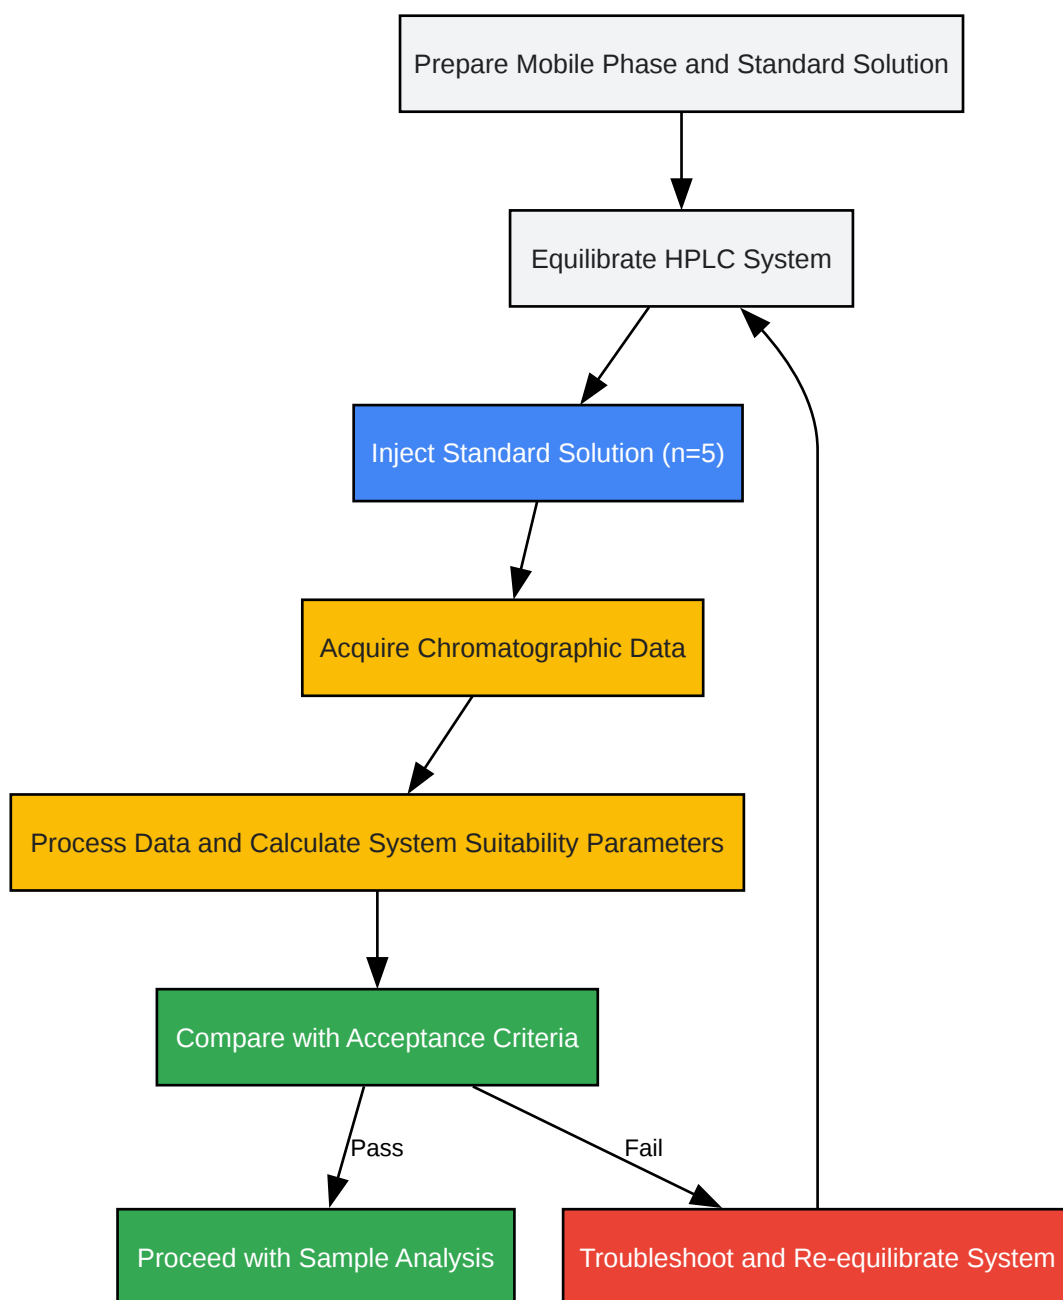 Prepare Mobile Phase and Standard Solution
Equilibrate HPLC System
Inject Standard Solution (n=5)
Acquire Chromatographic Data
Process Data and Calculate System Suitability Parameters
Compare with Acceptance Criteria
Pass
Fail
Proceed with Sample Analysis
Troubleshoot and Re-equilibrate System